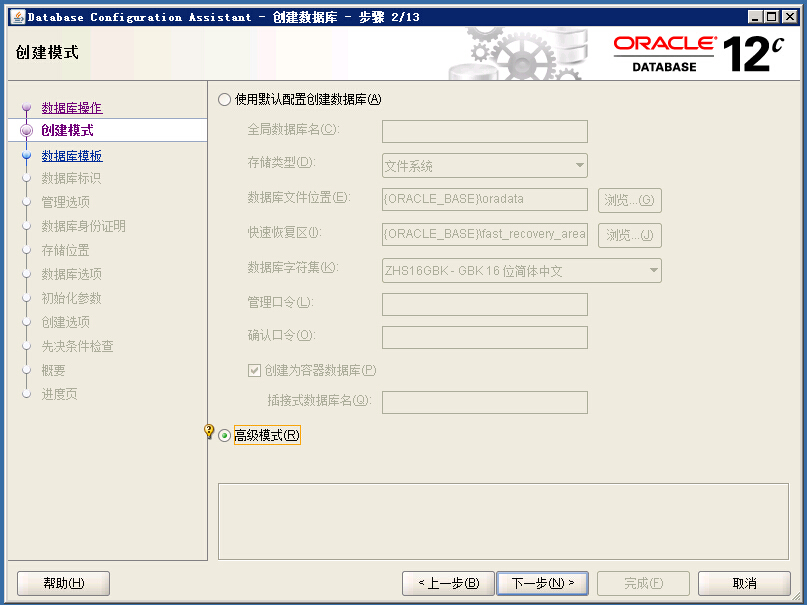 Database Configuration Assistant - 创建数据库 - 步骤 2/13
创建模式
ORACLE
DATABASE
12c
数据库操作
创建模式
数据库模板
数据库标识
管理选项
数据库身份证明
存储位置
数据库选项
初始化参数
创建选项
先决条件检查
概要
进度页
使用默认配置创建数据库(A)
全局数据库名(C):
存储类型(D): 文件系统
数据库文件位置(E): {ORACLE_BASE}\oradata 浏览...(G)
快速恢复区(I): {ORACLE_BASE}\fast_recovery_area 浏览...(J)
数据库字符集(K): ZHS16GBK - GBK 16 位简体中文
管理口令(L):
确认口令(O):
创建为容器数据库(P)
插接式数据库名(Q):
高级模式(R)
帮助(H) < 上一步(B) 下一步(N) > 完成(F) 取消